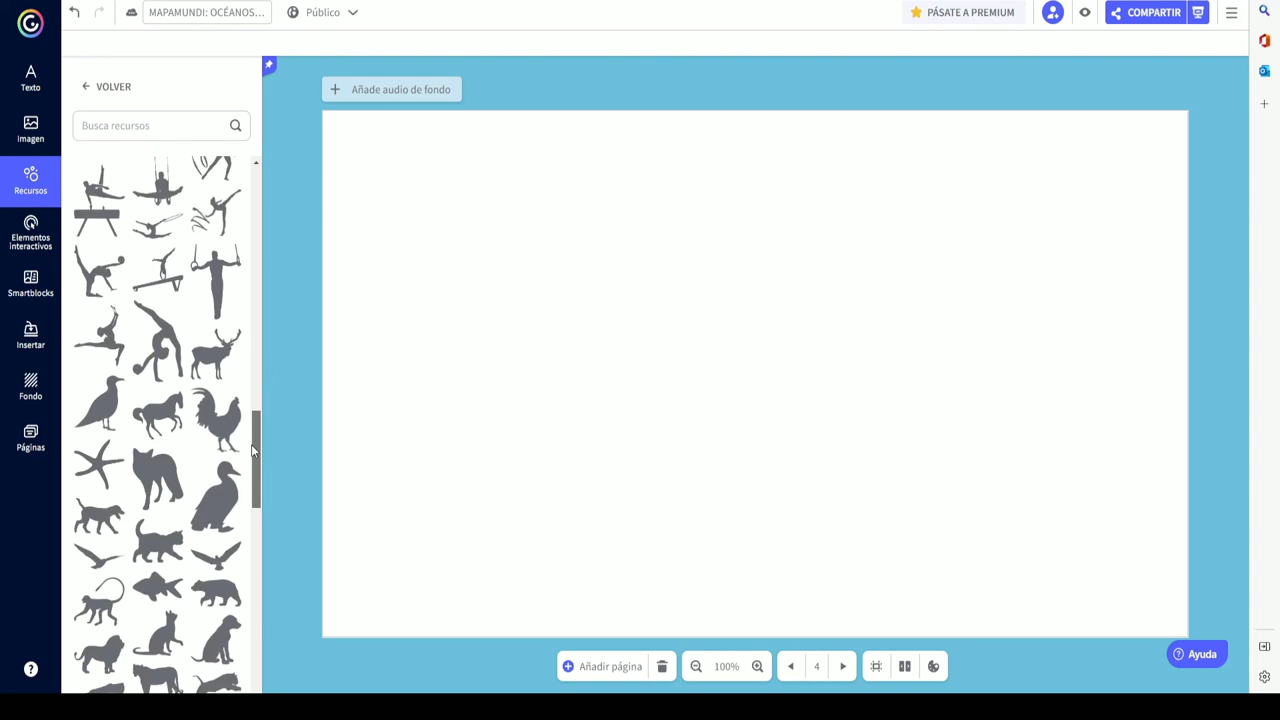 MAPAMUNDI: OCÉANOS...
Público
PÁSATE A PREMIUM
COMPARTIR
Texto
Imagen
Recursos
Elementos
interactivos
Smartblocks
Insertar
Fondo
Páginas
VOLVER
Busca recursos
Añade audio de fondo
Añadir página
100%
4
Ayuda